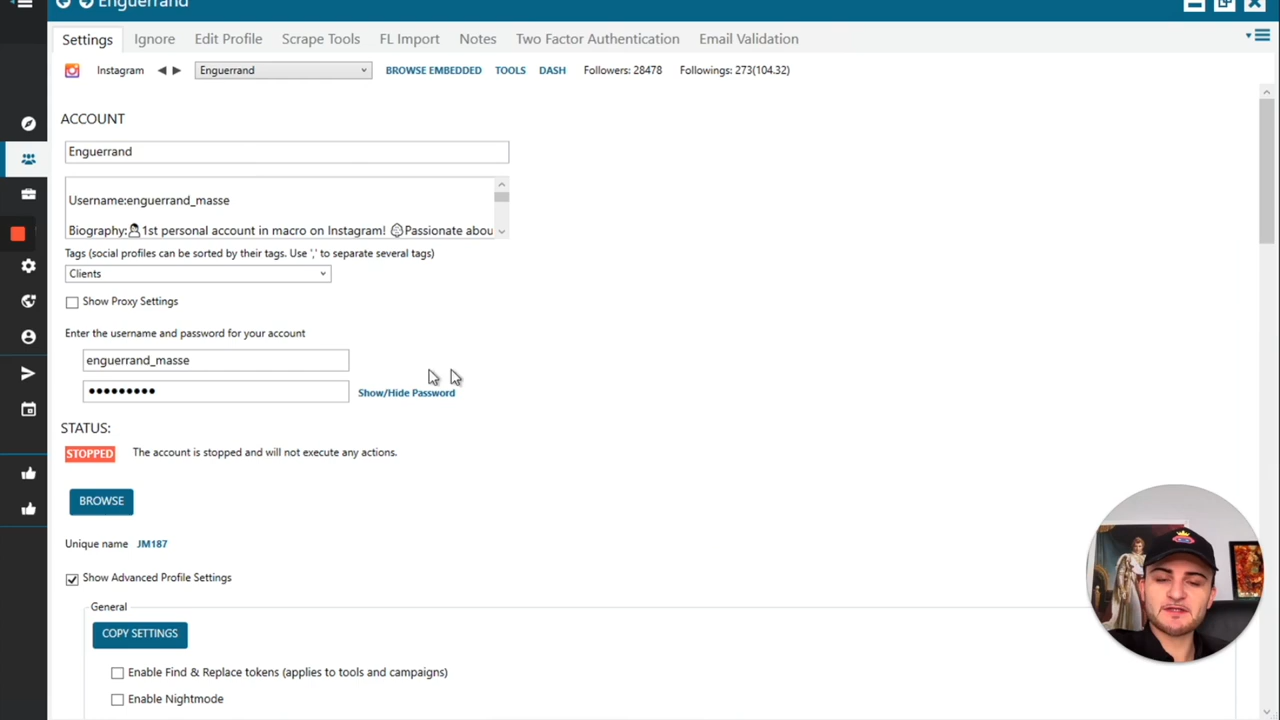 Enguerrand
Settings Ignore Edit Profile Scrape Tools FL Import Notes Two Factor Authentication Email Validation
Instagram Enguerrand BROWSE EMBEDDED TOOLS DASH Followers: 28478 Followings: 273(104.32)
ACCOUNT
Enguerrand
Username:enguerrand_masse
Biography:👤1st personal account in macro on Instagram! Passionate abou
Tags (social profiles can be sorted by their tags. Use ',' to separate several tags)
Clients
Show Proxy Settings
Enter the username and password for your account
enguerrand_masse
•••••••••
Show/Hide Password
STATUS:
STOPPED The account is stopped and will not execute any actions.
BROWSE
Unique name JM187
Show Advanced Profile Settings
General
COPY SETTINGS
Enable Find & Replace tokens (applies to tools and campaigns)
Enable Nightmode